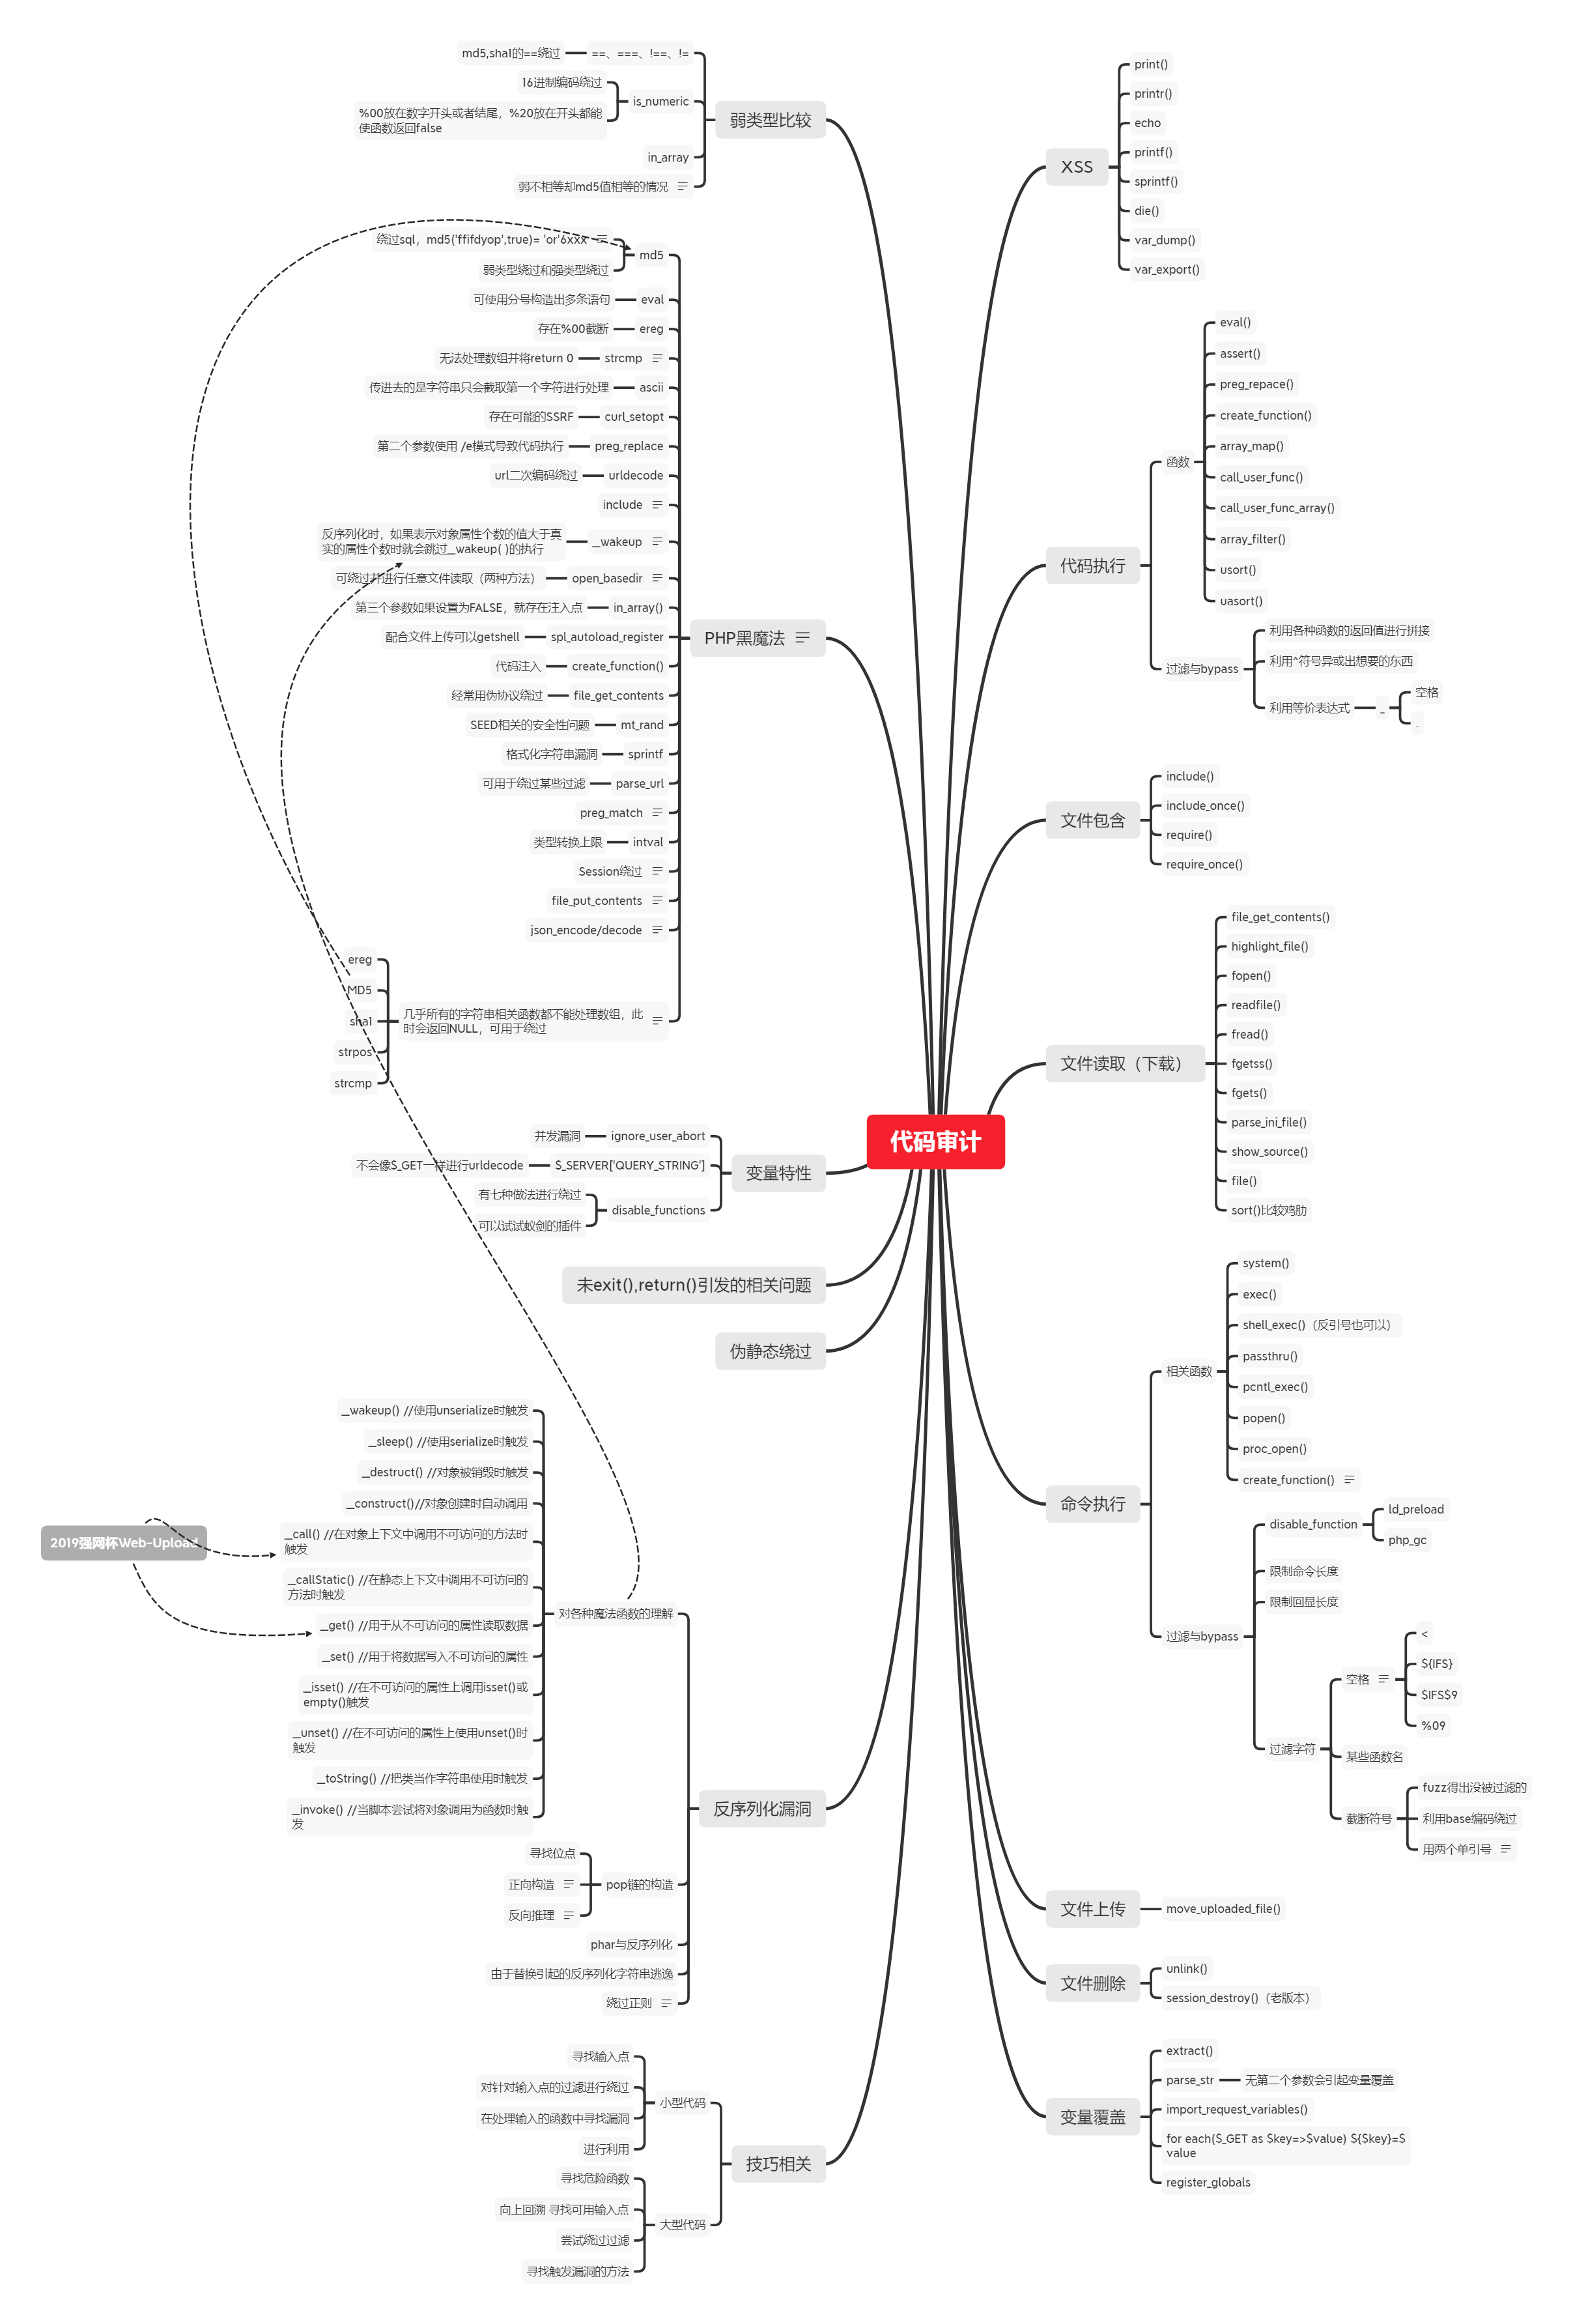 代码审计
XSS
print()
printr()
echo
printf()
sprintf()
die()
var_dump()
var_export()
代码执行
函数
eval()
assert()
preg_repace()
create_function()
array_map()
call_user_func()
call_user_func_array()
array_filter()
usort()
uasort()
过滤与bypass
利用各种函数的返回值进行拼接
利用^符号异或出想要的东西
利用等价表达式
_
空格
.
文件包含
include()
include_once()
require()
require_once()
文件读取（下载）
file_get_contents()
highlight_file()
fopen()
readfile()
fread()
fgetss()
fgets()
parse_ini_file()
show_source()
file()
sort()比较鸡肋
命令执行
相关函数
system()
exec()
shell_exec()（反引号也可以）
passthru()
pcntl_exec()
popen()
proc_open()
create_function()
过滤与bypass
disable_function
ld_preload
php_gc
限制命令长度
限制回显长度
过滤字符
空格
<
${IFS}
$IFS$9
%09
某些函数名
截断符号
fuzz得出没被过滤的
利用base编码绕过
用两个单引号
文件上传
move_uploaded_file()
文件删除
unlink()
session_destroy()（老版本）
变量覆盖
extract()
parse_str
无第二个参数会引起变量覆盖
import_request_variables()
for each($_GET as $key=>$value) ${$key}=$
value
register_globals
弱类型比较
==、===、!==、!=
md5,sha1的==绕过
is_numeric
16进制编码绕过
%00放在数字开头或者结尾，%20放在开头都能
使函数返回false
in_array
弱不相等却md5值相等的情况
PHP黑魔法
md5
绕过sql，md5('ffifdyop',true)= 'or'6xxx
弱类型绕过和强类型绕过
eval
可使用分号构造出多条语句
ereg
存在%00截断
strcmp
无法处理数组并将return 0
ascii
传进去的是字符串只会截取第一个字符进行处理
curl_setopt
存在可能的SSRF
preg_replace
第二个参数使用 /e模式导致代码执行
urldecode
url二次编码绕过
include
__wakeup
反序列化时，如果表示对象属性个数的值大于真
实的属性个数时就会跳过__wakeup( )的执行
open_basedir
可绕过并进行任意文件读取（两种方法）
in_array()
第三个参数如果设置为FALSE，就存在注入点
spl_autoload_register
配合文件上传可以getshell
create_function()
代码注入
file_get_contents
经常用伪协议绕过
mt_rand
SEED相关的安全性问题
sprintf
格式化字符串漏洞
parse_url
可用于绕过某些过滤
preg_match
intval
类型转换上限
Session绕过
file_put_contents
json_encode/decode
几乎所有的字符串相关函数都不能处理数组，此
时会返回NULL，可用于绕过
ereg
MD5
sha1
strpos
strcmp
变量特性
ignore_user_abort
并发漏洞
$_SERVER['QUERY_STRING']
不会像$_GET一样进行urldecode
disable_functions
有七种做法进行绕过
可以试试蚁剑的插件
未exit(),return()引发的相关问题
伪静态绕过
反序列化漏洞
对各种魔法函数的理解
__wakeup() //使用unserialize时触发
__sleep() //使用serialize时触发
__destruct() //对象被销毁时触发
__construct()//对象创建时自动调用
__call() //在对象上下文中调用不可访问的方法时
触发
__callStatic() //在静态上下文中调用不可访问的
方法时触发
__get() //用于从不可访问的属性读取数据
__set() //用于将数据写入不可访问的属性
__isset() //在不可访问的属性上调用isset()或
empty()触发
__unset() //在不可访问的属性上使用unset()时
触发
__toString() //把类当作字符串使用时触发
__invoke() //当脚本尝试将对象调用为函数时触
发
2019强网杯Web-Upload
pop链的构造
寻找位点
正向构造
反向推理
phar与反序列化
由于替换引起的反序列化字符串逃逸
绕过正则
技巧相关
小型代码
寻找输入点
对针对输入点的过滤进行绕过
在处理输入的函数中寻找漏洞
进行利用
大型代码
寻找危险函数
向上回溯 寻找可用输入点
尝试绕过过滤
寻找触发漏洞的方法